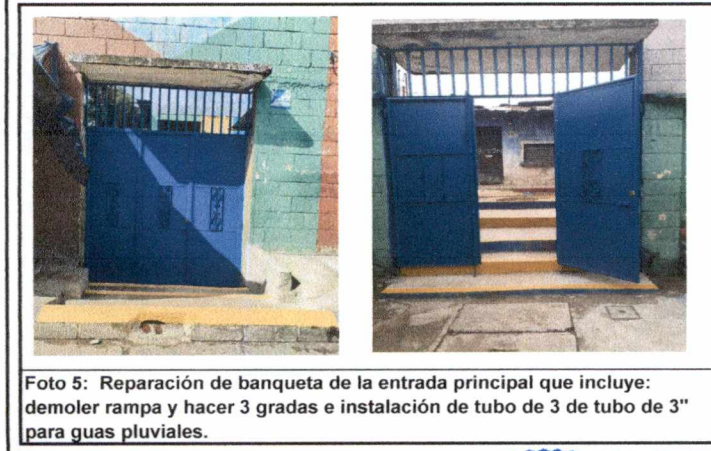 Foto 5: Reparación de banqueta de la entrada principal que incluye:
demoler rampa y hacer 3 gradas e instalación de tubo de 3 de tubo de 3"
para guas pluviales.